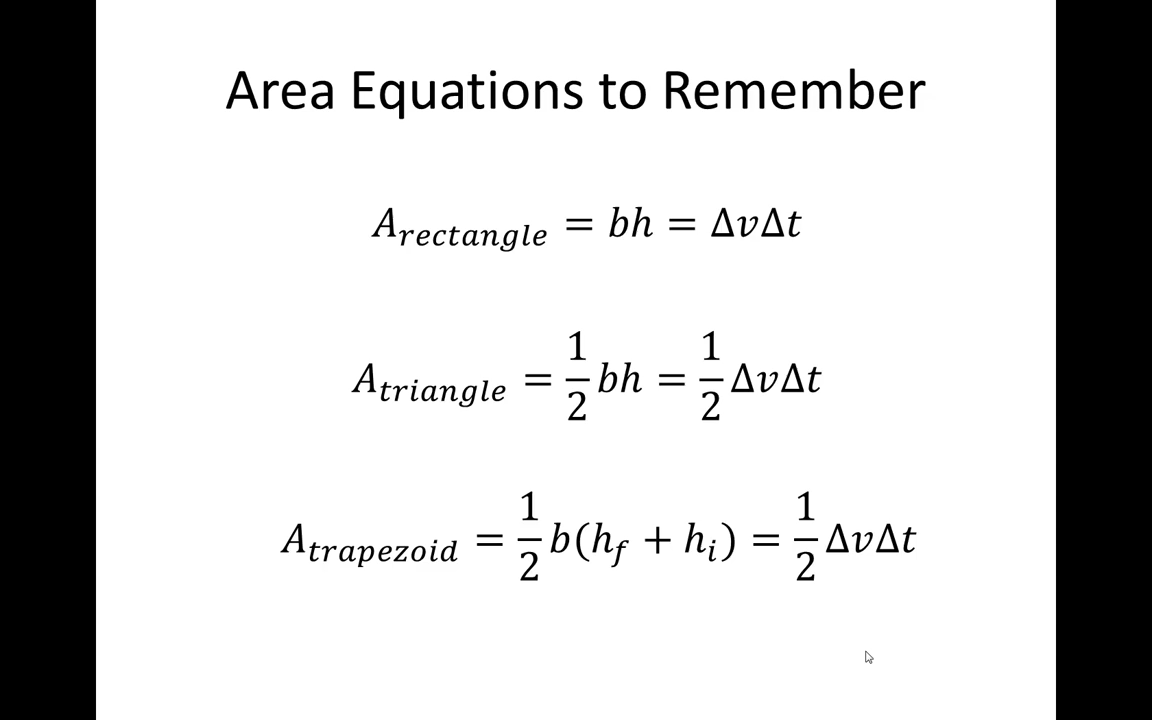 Area Equations to Remember
A_rectangle = bh = ΔvΔt
A_triangle = 1/2 bh = 1/2 ΔvΔt
A_trapezoid = 1/2 b(h_f + h_i) = 1/2 ΔvΔt